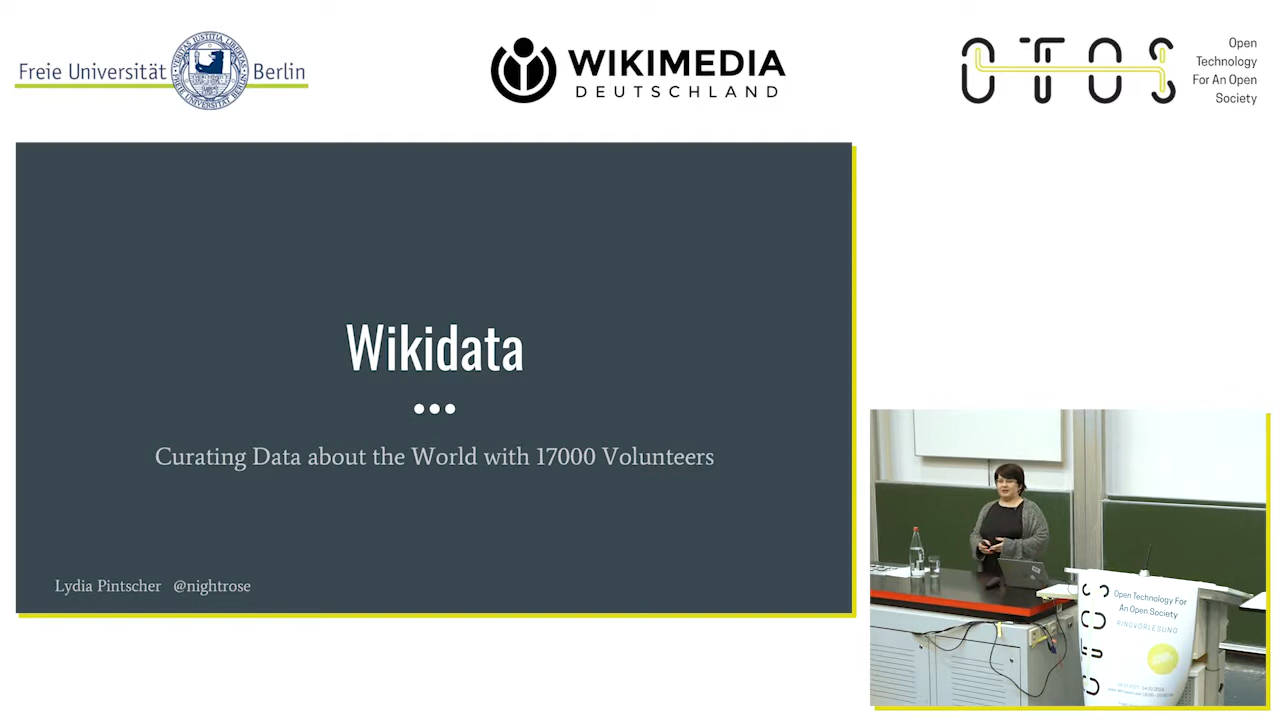 Freie Universität Berlin
WIKIMEDIA
DEUTSCHLAND
OTOS
Open
Technology
For An Open
Society
Wikidata
Curating Data about the World with 17000 Volunteers
Lydia Pintscher @nightrose
Open Technology For
An Open Society
RINGVORLESUNG